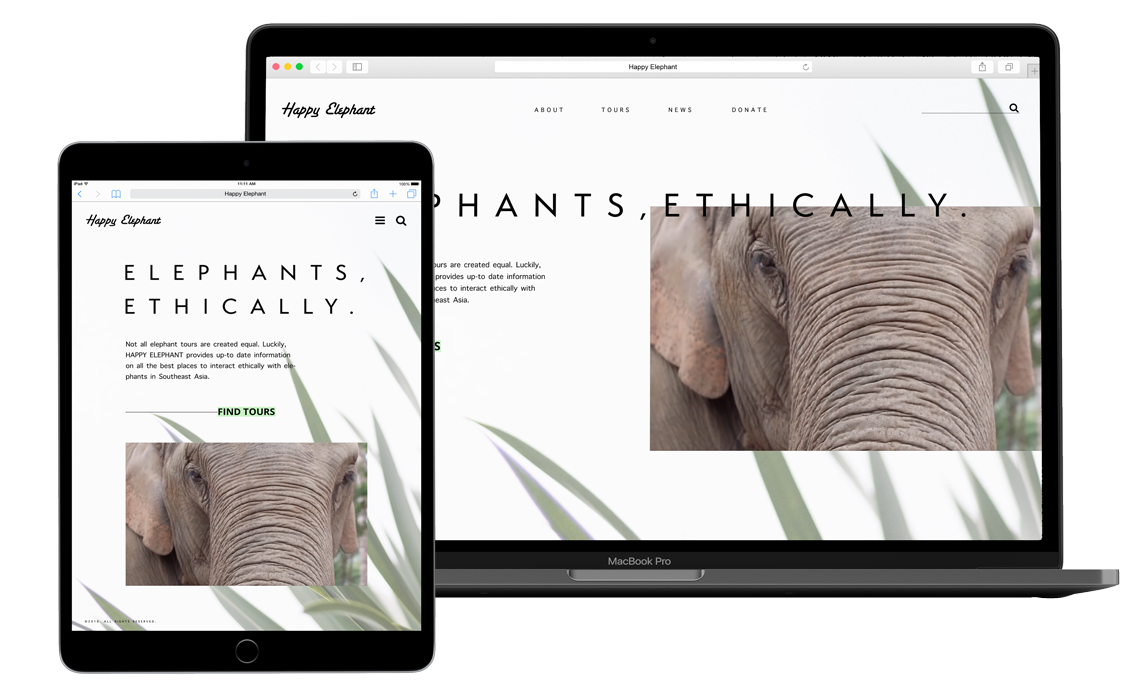 Happy Elephant
Happy Elephant
ABOUT TOURS NEWS DONATE
PHANTS, ETHICALLY.
ours are created equal. Luckily,
provides up-to date information
ces to interact ethically with
east Asia.
S
MacBook Pro
iPad 11:11 AM 100%
Happy Elephant
Happy Elephant
ELEPHANTS,
ETHICALLY.
Not all elephant tours are created equal. Luckily,
HAPPY ELEPHANT provides up-to date information
on all the best places to interact ethically with ele-
phants in Southeast Asia.
FIND TOURS
ALL RIGHTS RESERVED.